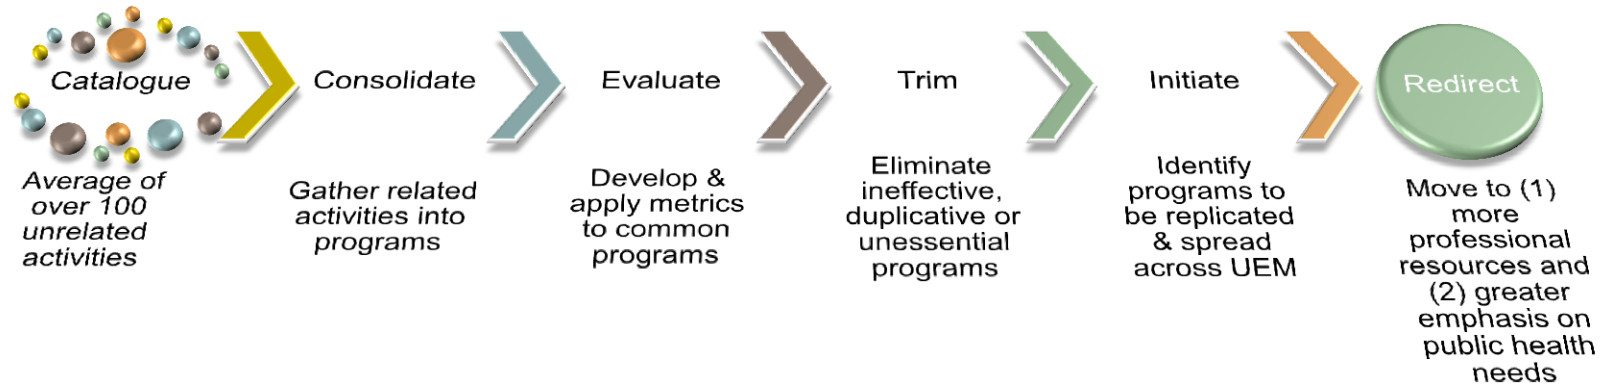 Catalogue
Average of
over 100
unrelated
activities
Consolidate
Gather related
activities into
programs
Evaluate
Develop &
apply metrics
to common
programs
Trim
Eliminate
ineffective,
duplicative or
unessential
programs
Initiate
Identify
programs to
be replicated
& spread
across UEM
Redirect
Move to (1)
more
professional
resources and
(2) greater
emphasis on
public health
needs